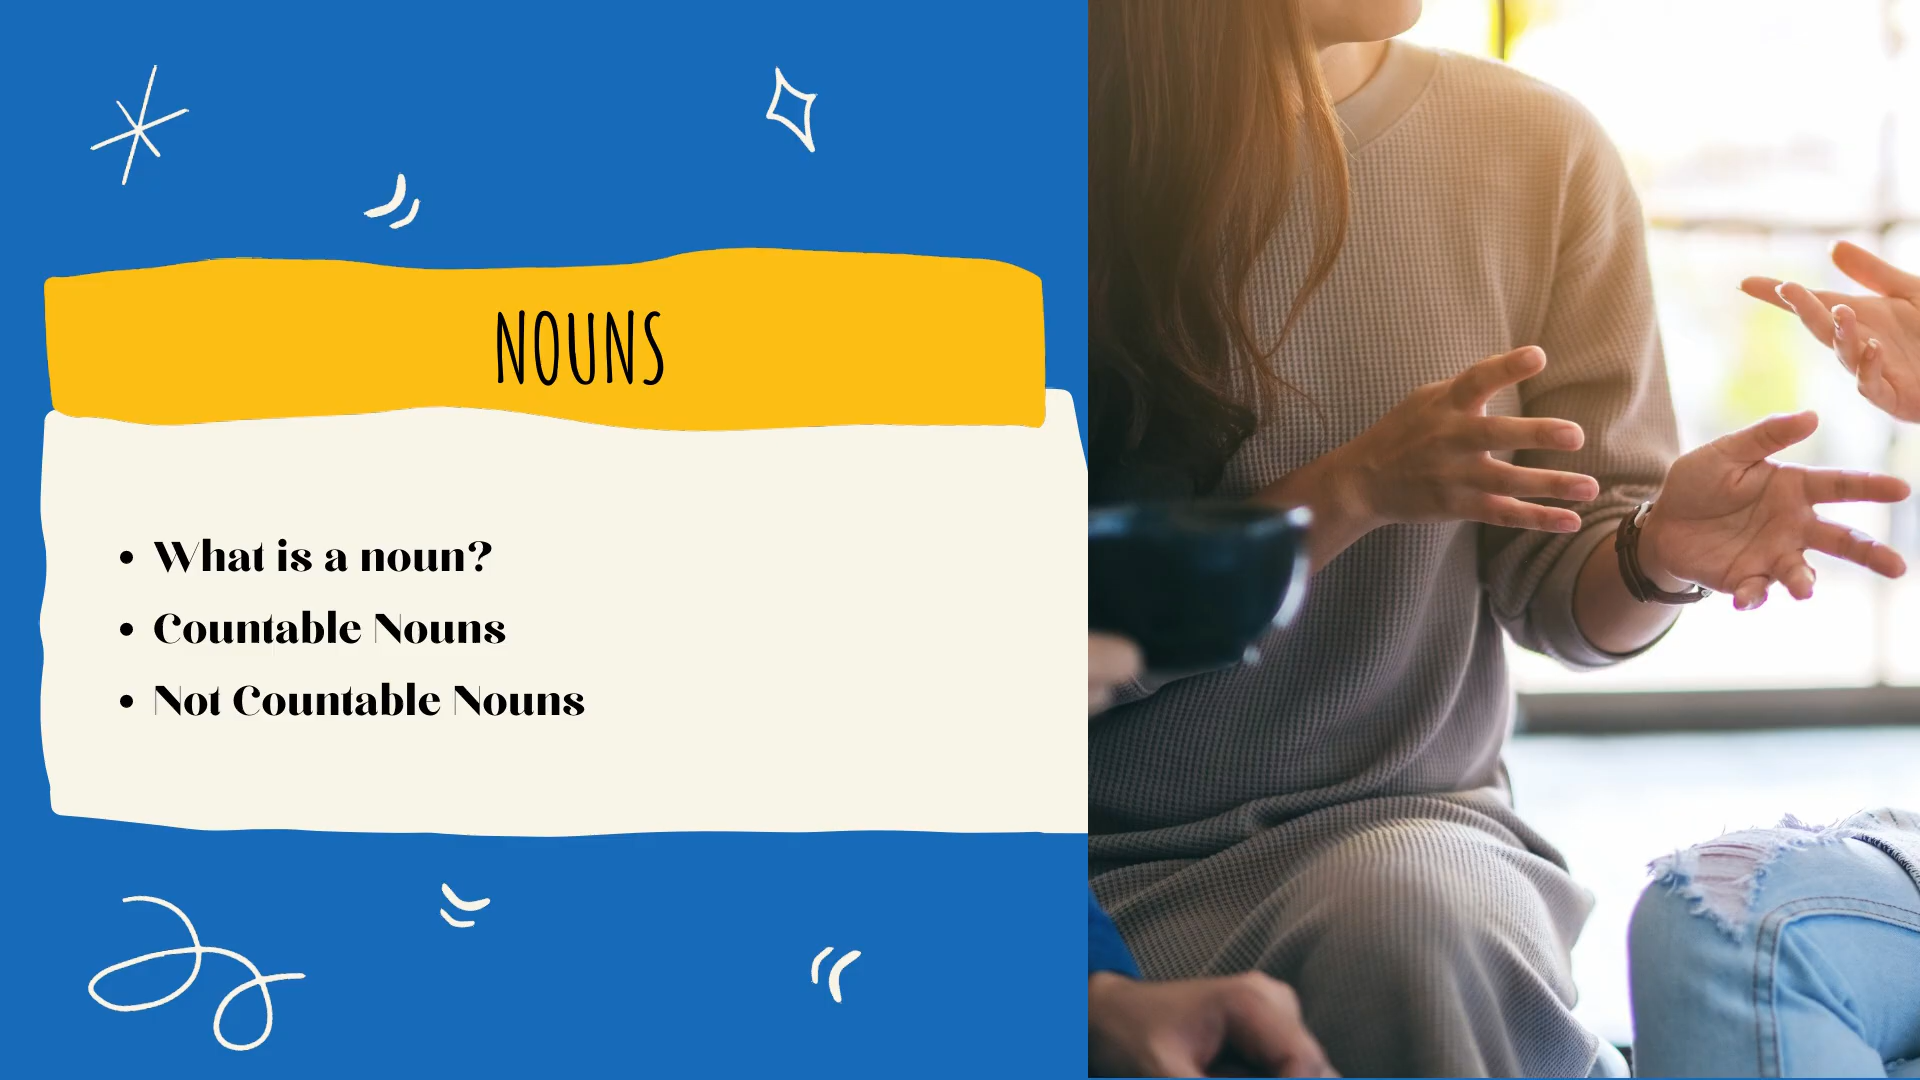 NOUNS
• What is a noun?
• Countable Nouns
• Not Countable Nouns